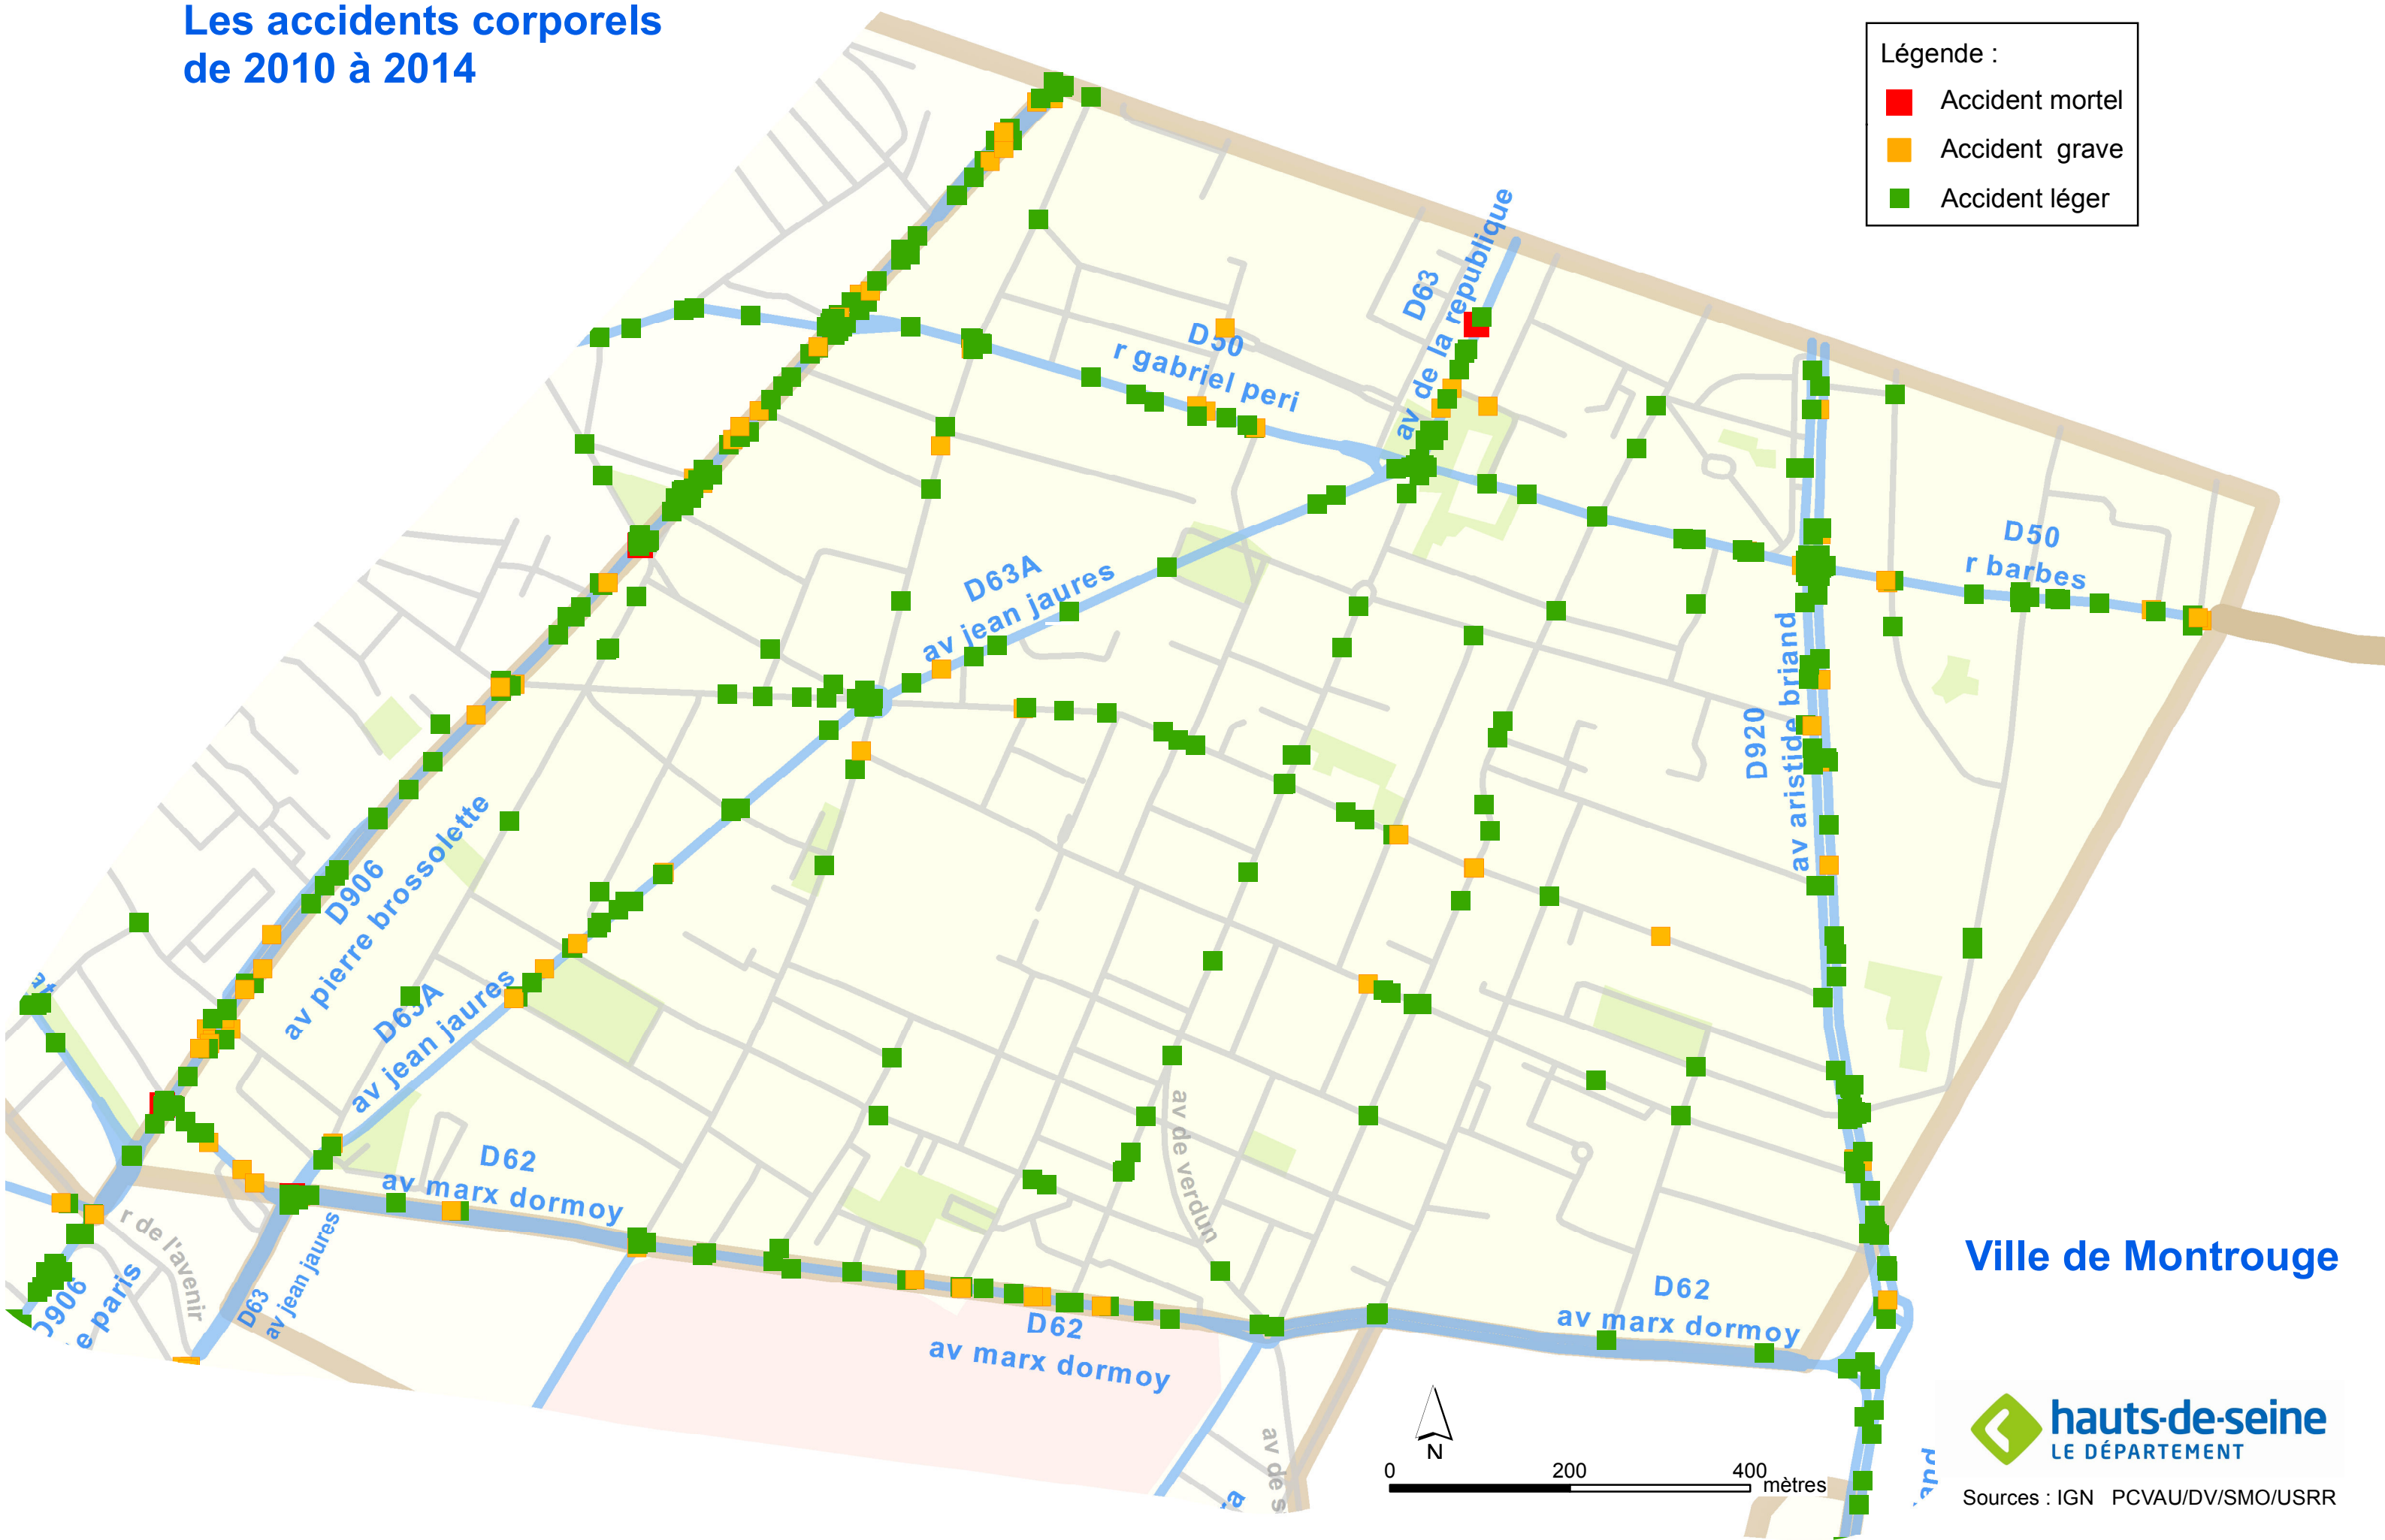 Les accidents corporels
de 2010 à 2014
Légende :
Accident mortel
Accident grave
Accident léger
D63
av de la republique
D50
r gabriel peri
D50
r barbes
D63A
av jean jaures
D920
av aristide briand
D906
av pierre brossolette
D63A
av jean jaures
D62
av marx dormoy
av de verdun
r de l'avenir
D63
av jean jaures
D906
e paris
D62
av marx dormoy
D62
av marx dormoy
av de s
Ville de Montrouge
N
0 200 400
mètres
hauts-de-seine
LE DÉPARTEMENT
Sources : IGN PCVAU/DV/SMO/USRR